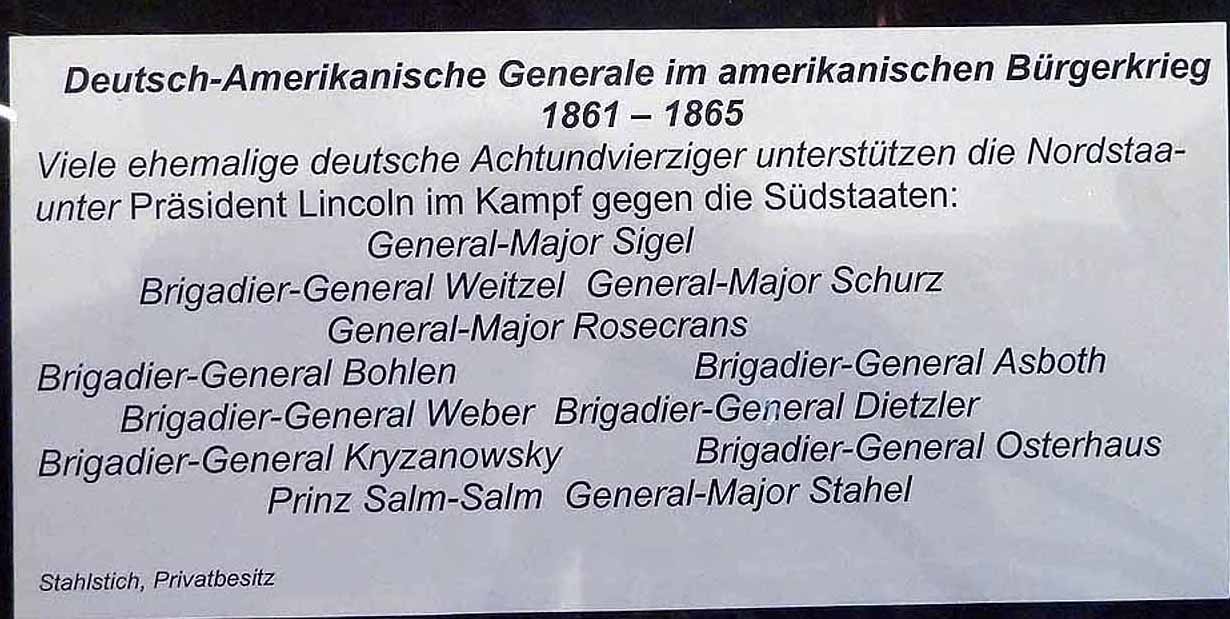 Deutsch-Amerikanische Generale im amerikanischen Bürgerkrieg
1861 – 1865
Viele ehemalige deutsche Achtundvierziger unterstützen die Nordstaa-
unter Präsident Lincoln im Kampf gegen die Südstaaten:
General-Major Sigel
Brigadier-General Weitzel General-Major Schurz
General-Major Rosecrans
Brigadier-General Bohlen Brigadier-General Asboth
Brigadier-General Weber Brigadier-General Dietzler
Brigadier-General Kryzanowsky Brigadier-General Osterhaus
Prinz Salm-Salm General-Major Stahel
Stahlstich, Privatbesitz